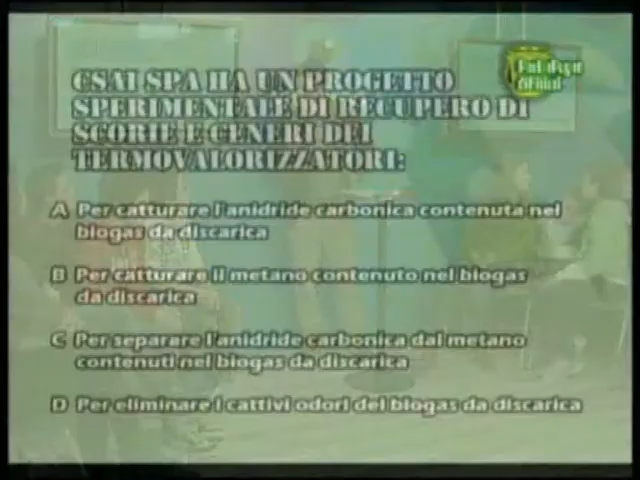 CSAI SPA HA UN PROGETTO
SPERIMENTALE DI RECUPERO DI
SCORIE E CENERI DEI
TERMOVALORIZZATORI:
A Per catturare l'anidride carbonica contenuta nel
biogas da discarica
B Per catturare il metano contenuto nel biogas
da discarica
C Per separare l'anidride carbonica dal metano
contenuti nel biogas da discarica
D Per eliminare i cattivi odori del biogas da discarica